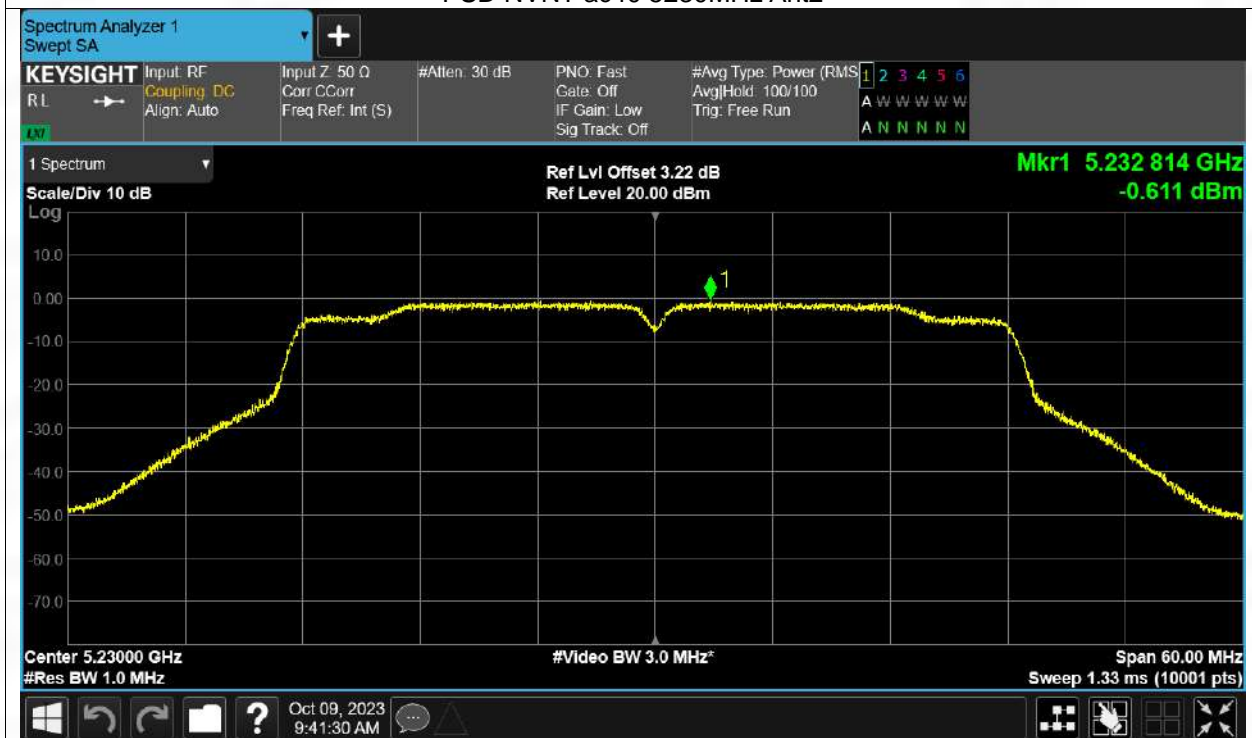 Spectrum Analyzer 1
Swept SA
+
KEYSIGHT
RL
LXI
Input: RF
Coupling: DC
Align: Auto
Input Z: 50 Ω
Corr CCorr
Freq Ref: Int (S)
#Atten: 30 dB
PNO: Fast
Gate: Off
IF Gain: Low
Sig Track: Off
#Avg Type: Power (RMS
Avg|Hold: 100/100
Trig: Free Run
1 2 3 4 5 6
A W W W W W
A N N N N N
1 Spectrum
Scale/Div 10 dB
Log
Ref Lvl Offset 3.22 dB
Ref Level 20.00 dBm
Mkr1 5.232 814 GHz
-0.611 dBm
10.0
0.00
-10.0
-20.0
-30.0
-40.0
-50.0
-60.0
-70.0
1
Center 5.23000 GHz
#Res BW 1.0 MHz
#Video BW 3.0 MHz*
Span 60.00 MHz
Sweep 1.33 ms (10001 pts)
?
Oct 09, 2023
9:41:30 AM